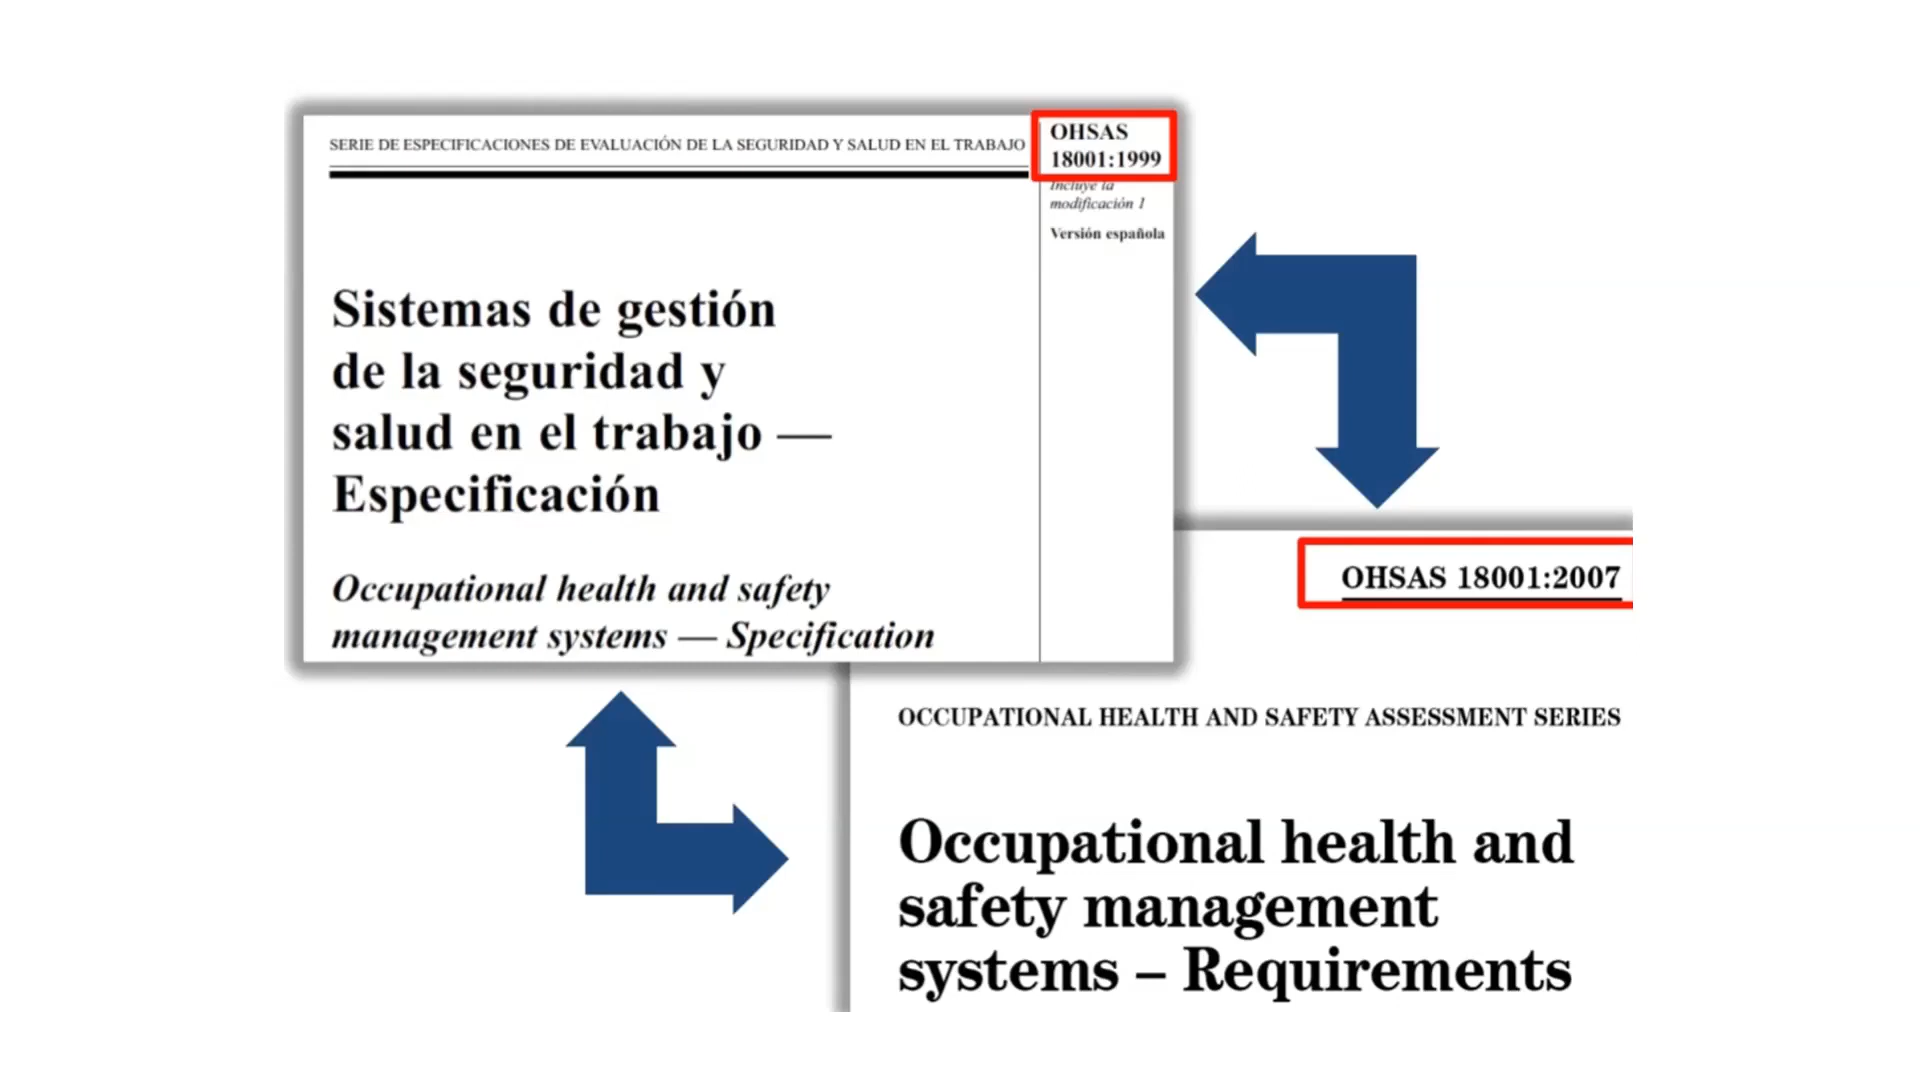 SERIE DE ESPECIFICACIONES DE EVALUACIÓN DE LA SEGURIDAD Y SALUD EN EL TRABAJO
OHSAS
18001:1999
Incluye la
modificación 1
Versión española
Sistemas de gestión
de la seguridad y
salud en el trabajo —
Especificación
Occupational health and safety
management systems — Specification
OHSAS 18001:2007
OCCUPATIONAL HEALTH AND SAFETY ASSESSMENT SERIES
Occupational health and
safety management
systems – Requirements